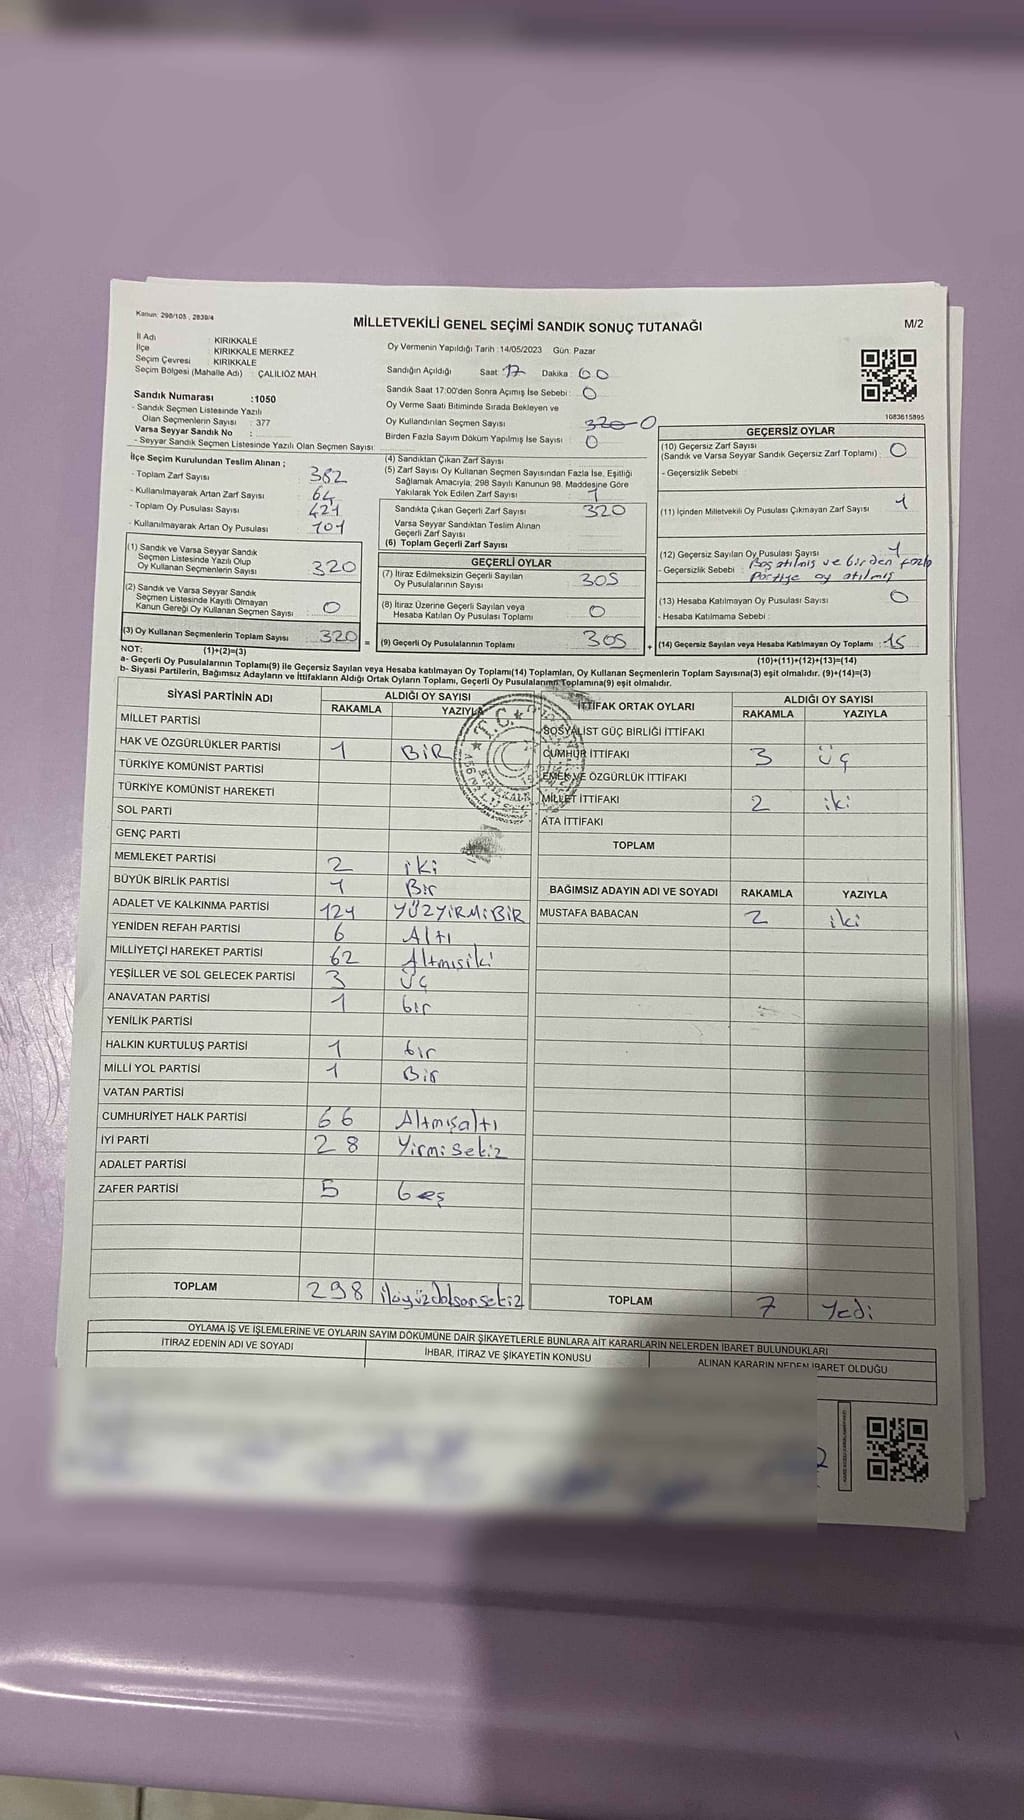 Kanun: 298/105 , 2839/4
MİLLETVEKİLİ GENEL SEÇİMİ SANDIK SONUÇ TUTANAĞI
M/2
İl Adı : KIRIKKALE
İlçe : KIRIKKALE MERKEZ
Seçim Çevresi : KIRIKKALE
Seçim Bölgesi (Mahalle Adı) : ÇALILIÖZ MAH.
Oy Vermenin Yapıldığı Tarih : 14/05/2023 Gün: Pazar
Sandığın Açıldığı Saat : 17 Dakika : 00
Sandık Saat 17:00'den Sonra Açılmış İse Sebebi : 0
Oy Verme Saati Bitiminde Sırada Bekleyen ve
Oy Kullandırılan Seçmen Sayısı : 320 0
Birden Fazla Sayım Döküm Yapılmış İse Sayısı : 0
Sandık Numarası :1050
- Sandık Seçmen Listesinde Yazılı
Olan Seçmenlerin Sayısı : 377
Varsa Seyyar Sandık No :
- Seyyar Sandık Seçmen Listesinde Yazılı Olan Seçmen Sayısı:
1083615895
İlçe Seçim Kurulundan Teslim Alınan ;
- Toplam Zarf Sayısı : 382
- Kullanılmayarak Artan Zarf Sayısı : 64
- Toplam Oy Pusulası Sayısı : 421
- Kullanılmayarak Artan Oy Pusulası : 101
(1) Sandık ve Varsa Seyyar Sandık
Seçmen Listesinde Yazılı Olup
Oy Kullanan Seçmenlerin Sayısı : 320
(2) Sandık ve Varsa Seyyar Sandık
Seçmen Listesinde Kayıtlı Olmayan
Kanun Gereği Oy Kullanan Seçmen Sayısı : 0
(3) Oy Kullanan Seçmenlerin Toplam Sayısı : 320 =
(4) Sandıktan Çıkan Zarf Sayısı
(5) Zarf Sayısı Oy Kullanan Seçmen Sayısından Fazla İse, Eşitliği
Sağlamak Amacıyla, 298 Sayılı Kanunun 98. Maddesine Göre
Yakılarak Yok Edilen Zarf Sayısı : 1
Sandıkta Çıkan Geçerli Zarf Sayısı : 320
Varsa Seyyar Sandıktan Teslim Alınan
Geçerli Zarf Sayısı :
(6) Toplam Geçerli Zarf Sayısı
GEÇERLİ OYLAR
(7) İtiraz Edilmeksizin Geçerli Sayılan
Oy Pusulalarının Sayısı : 305
(8) İtiraz Üzerine Geçerli Sayılan veya
Hesaba Katılan Oy Pusulaları Toplamı : 0
(9) Geçerli Oy Pusulalarının Toplamı : 305 +
GEÇERSİZ OYLAR
(10) Geçersiz Zarf Sayısı
(Sandık ve Varsa Seyyar Sandık Geçersiz Zarf Toplamı) : 0
- Geçersizlik Sebebi :
(11) İçinden Milletvekili Oy Pusulası Çıkmayan Zarf Sayısı : 1
(12) Geçersiz Sayılan Oy Pusulası Sayısı : 1
- Geçersizlik Sebebi : Boş atılmış ve birden fazla
Partiye oy atılmış
(13) Hesaba Katılmayan Oy Pusulası Sayısı : 0
- Hesaba Katılmama Sebebi :
(14) Geçersiz Sayılan veya Hesaba Katılmayan Oy Toplamı : 15
NOT: (1)+(2)=(3)
(10)+(11)+(12)+(13)=(14)
a- Geçerli Oy Pusulalarının Toplamı(9) ile Geçersiz Sayılan veya Hesaba katılmayan Oy Toplamı(14) Toplamları, Oy Kullanan Seçmenlerin Toplam Sayısına(3) eşit olmalıdır. (9)+(14)=(3)
b- Siyasi Partilerin, Bağımsız Adayların ve İttifakların Aldığı Ortak Oyların Toplamı, Geçerli Oy Pusulalarının Toplamına(9) eşit olmalıdır.
SİYASİ PARTİNİN ADI ALDIĞI OY SAYISI
RAKAMLA YAZIYLA
MİLLET PARTİSİ
HAK VE ÖZGÜRLÜKLER PARTİSİ 1 BİR
TÜRKİYE KOMÜNİST PARTİSİ
TÜRKİYE KOMÜNİST HAREKETİ
SOL PARTİ
GENÇ PARTİ
MEMLEKET PARTİSİ 2 iki
BÜYÜK BİRLİK PARTİSİ 1 Bir
ADALET VE KALKINMA PARTİSİ 121 YÜZYİRMİBİR
YENİDEN REFAH PARTİSİ 6 Altı
MİLLİYETÇİ HAREKET PARTİSİ 62 Altmışiki
YEŞİLLER VE SOL GELECEK PARTİSİ 3 üç
ANAVATAN PARTİSİ 1 bir
YENİLİK PARTİSİ
HALKIN KURTULUŞ PARTİSİ 1 bir
MİLLİ YOL PARTİSİ 1 Bir
VATAN PARTİSİ
CUMHURİYET HALK PARTİSİ 66 Altmışaltı
İYİ PARTİ 28 Yirmi sekiz
ADALET PARTİSİ
ZAFER PARTİSİ 5 beş
TOPLAM 298 ikiyüzdoksansekiz
T.C.
KIRIKKALE
İTTİFAK ORTAK OYLARI ALDIĞI OY SAYISI
RAKAMLA YAZIYLA
SOSYALİST GÜÇ BİRLİĞİ İTTİFAKI
CUMHUR İTTİFAKI 3 üç
EMEK VE ÖZGÜRLÜK İTTİFAKI
MİLLET İTTİFAKI 2 iki
ATA İTTİFAKI
TOPLAM
BAĞIMSIZ ADAYIN ADI VE SOYADI RAKAMLA YAZIYLA
MUSTAFA BABACAN 2 iki
TOPLAM 7 Yedi
OYLAMA İŞ VE İŞLEMLERİNE VE OYLARIN SAYIM DÖKÜMÜNE DAİR ŞİKAYETLERLE BUNLARA AİT KARARLARIN NELERDEN İBARET BULUNDUKLARI
İTİRAZ EDENİN ADI VE SOYADI
İHBAR, İTİRAZ VE ŞİKAYETİN KONUSU
ALINAN KARARIN NEDEN İBARET OLDUĞU